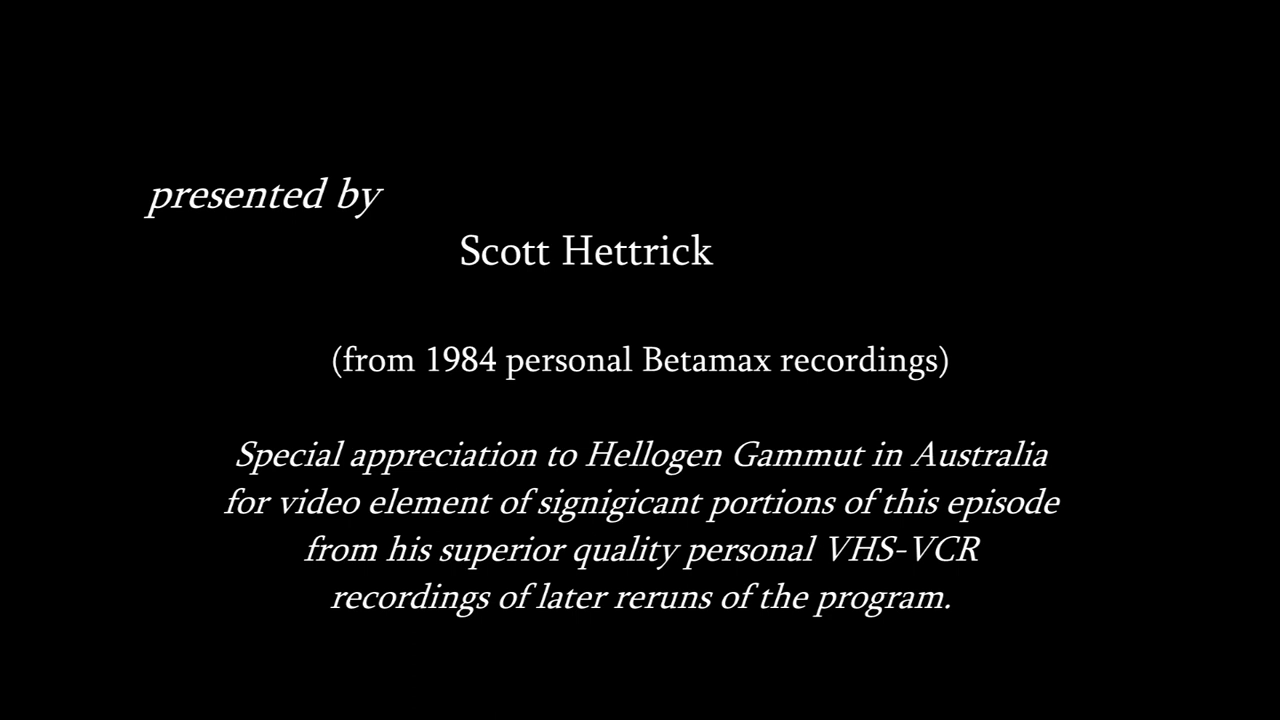 presented by
Scott Hettrick
(from 1984 personal Betamax recordings)
Special appreciation to Hellogen Gammut in Australia
for video element of signigicant portions of this episode
from his superior quality personal VHS-VCR
recordings of later reruns of the program.